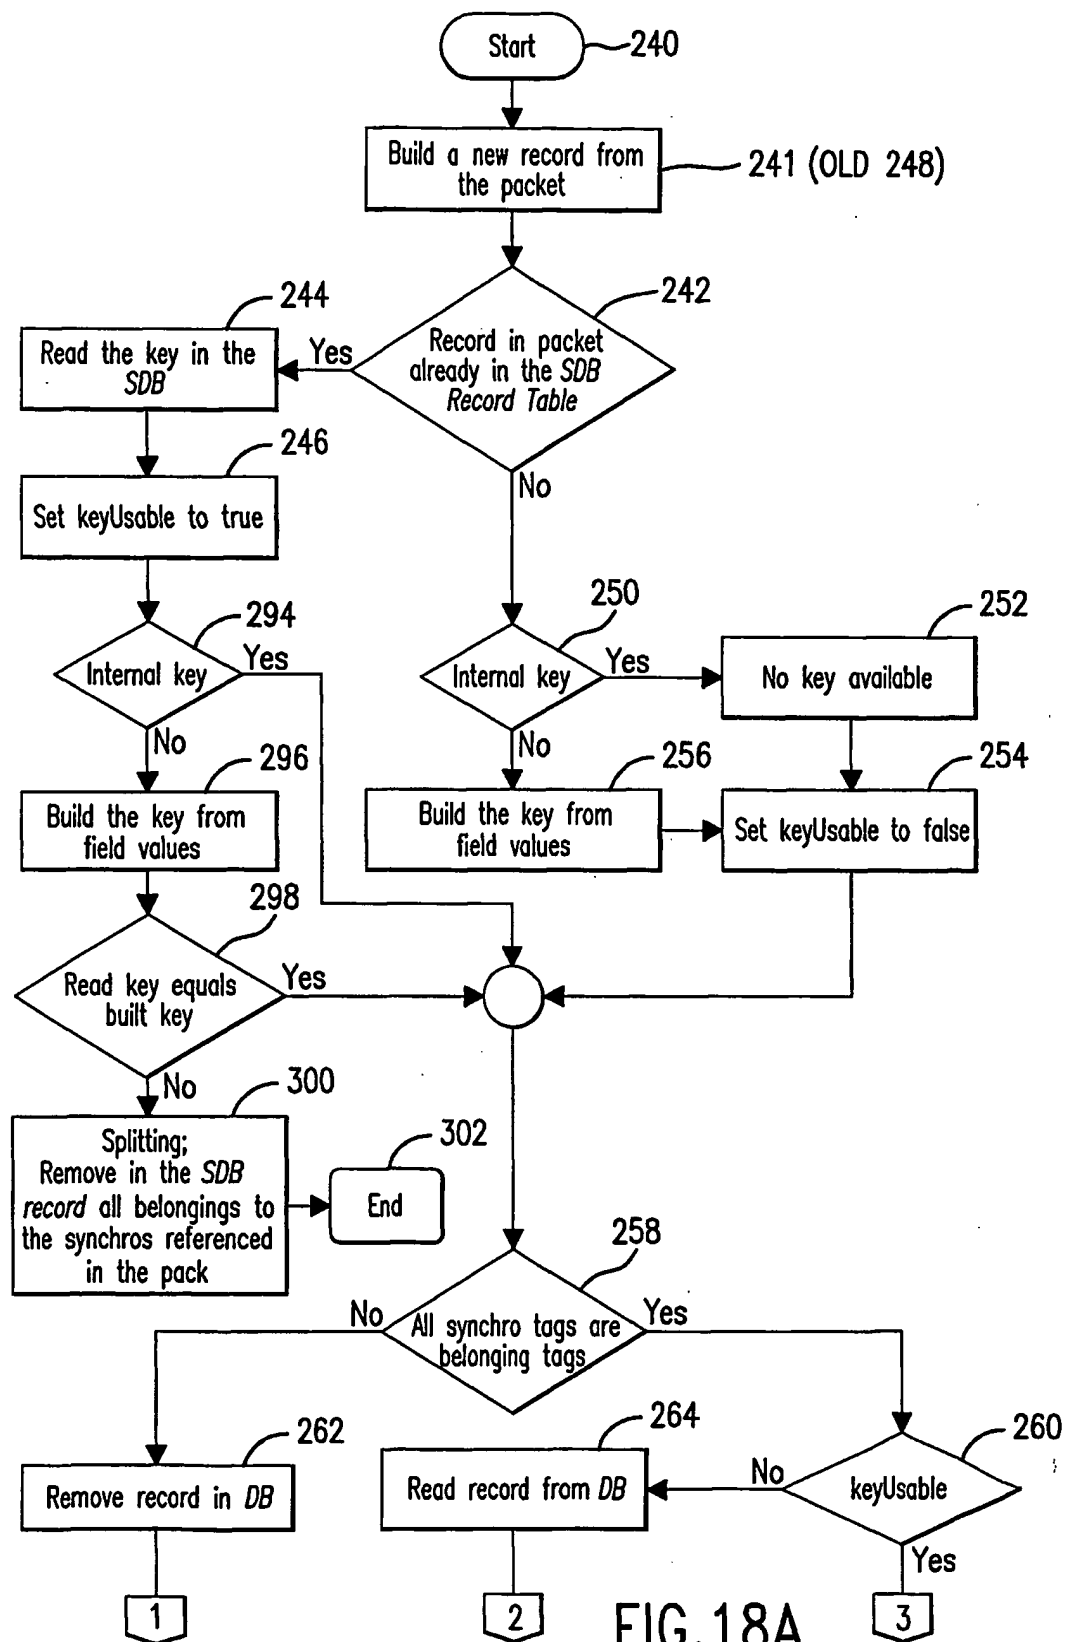 Start
240
Build a new record from
the packet
241 (OLD 248)
242
Record in packet
already in the SDB
Record Table
Yes
No
244
Read the key in the
SDB
246
Set keyUsable to true
294
Internal key
Yes
No
250
Internal key
Yes
No
252
No key available
296
Build the key from
field values
256
Build the key from
field values
254
Set keyUsable to false
298
Read key equals
built key
Yes
No
300
Splitting;
Remove in the SDB
record all belongings to
the synchros referenced
in the pack
302
End
258
All synchro tags are
belonging tags
No
Yes
262
Remove record in DB
264
Read record from DB
260
keyUsable
No
Yes
1
2
3
FIG.18A